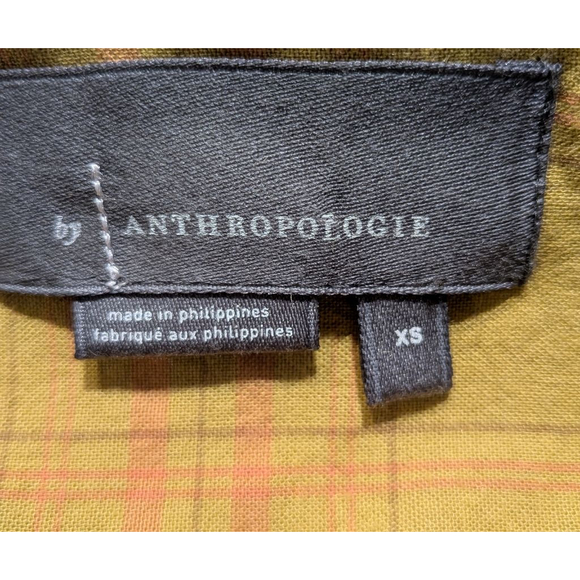 by ANTHROPOLOGIE
made in philippines
fabriqué aux philippines
XS